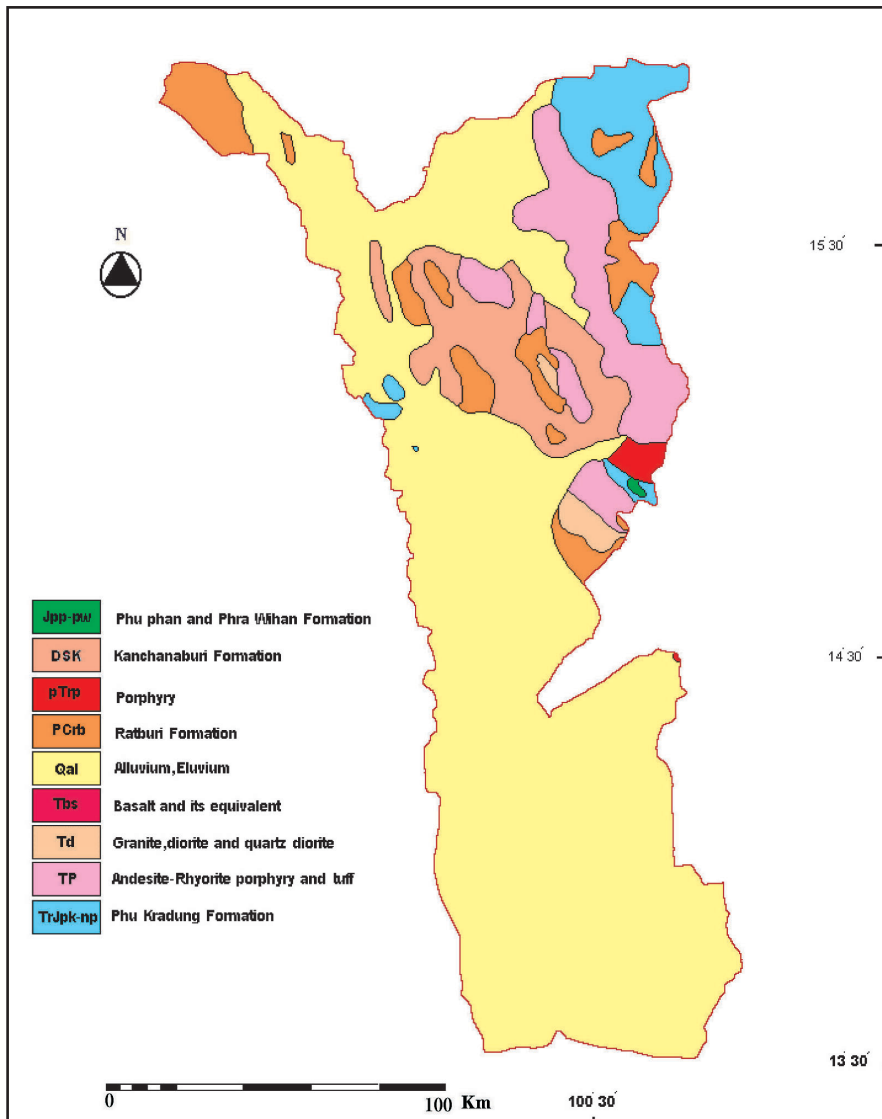 N
15°30'
Jpp-pw Phu phan and Phra Wihan Formation
DSK Kanchanaburi Formation
14°30'
pTrp Porphyry
PCrb Ratburi Formation
Qal Alluvium,Eluvium
Tbs Basalt and its equivalent
Td Granite,diorite and quartz diorite
TP Andesite-Rhyorite porphyry and tuff
TrJpk-np Phu Kradung Formation
13°30'
0 100 Km
100°30'